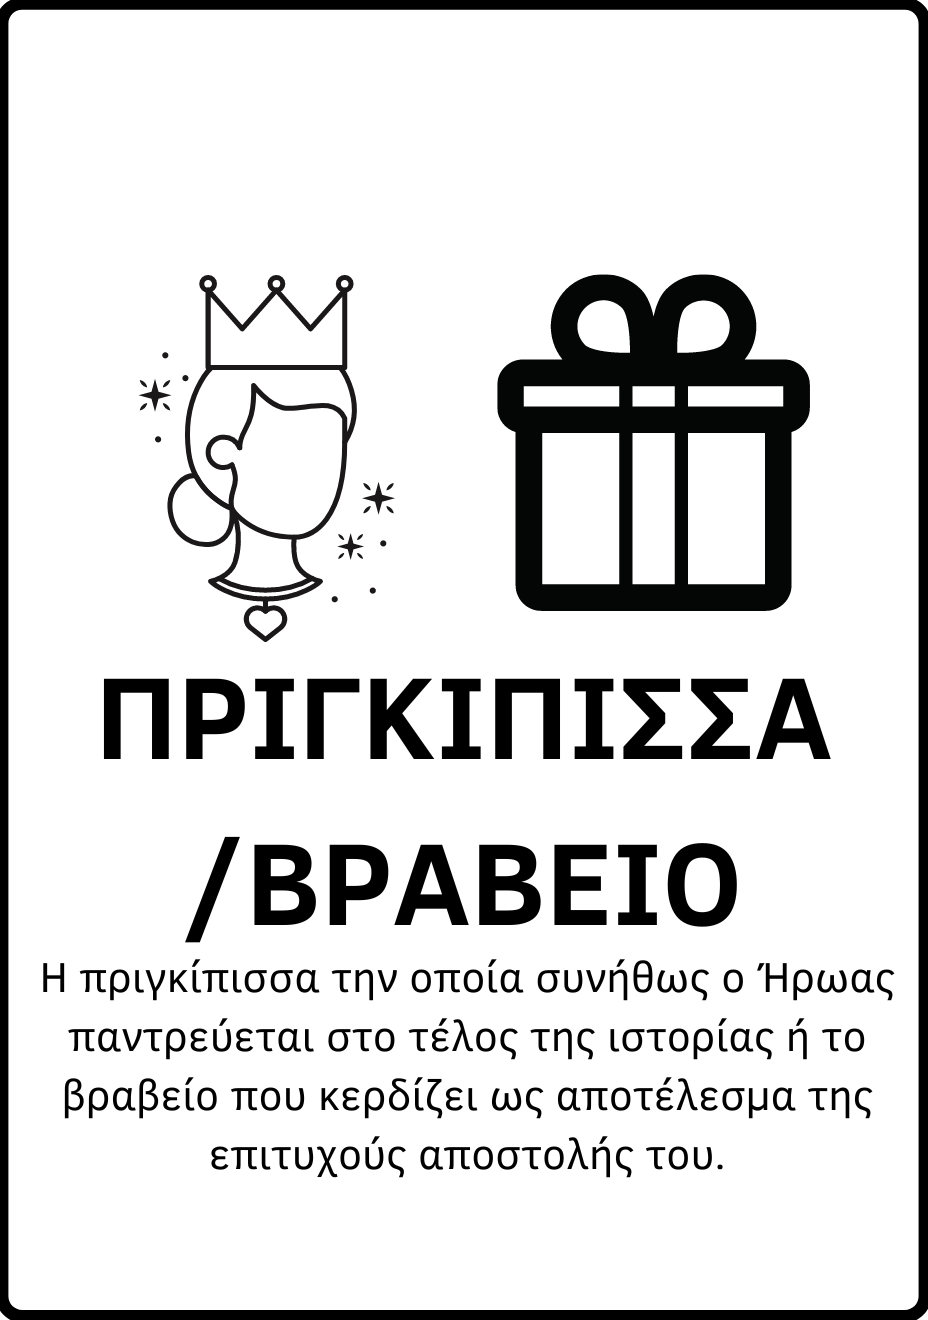 ΠΡΙΓΚΙΠΙΣΣΑ
/ΒΡΑΒΕΙΟ
Η πριγκίπισσα την οποία συνήθως ο Ήρωας
παντρεύεται στο τέλος της ιστορίας ή το
βραβείο που κερδίζει ως αποτέλεσμα της
επιτυχούς αποστολής του.